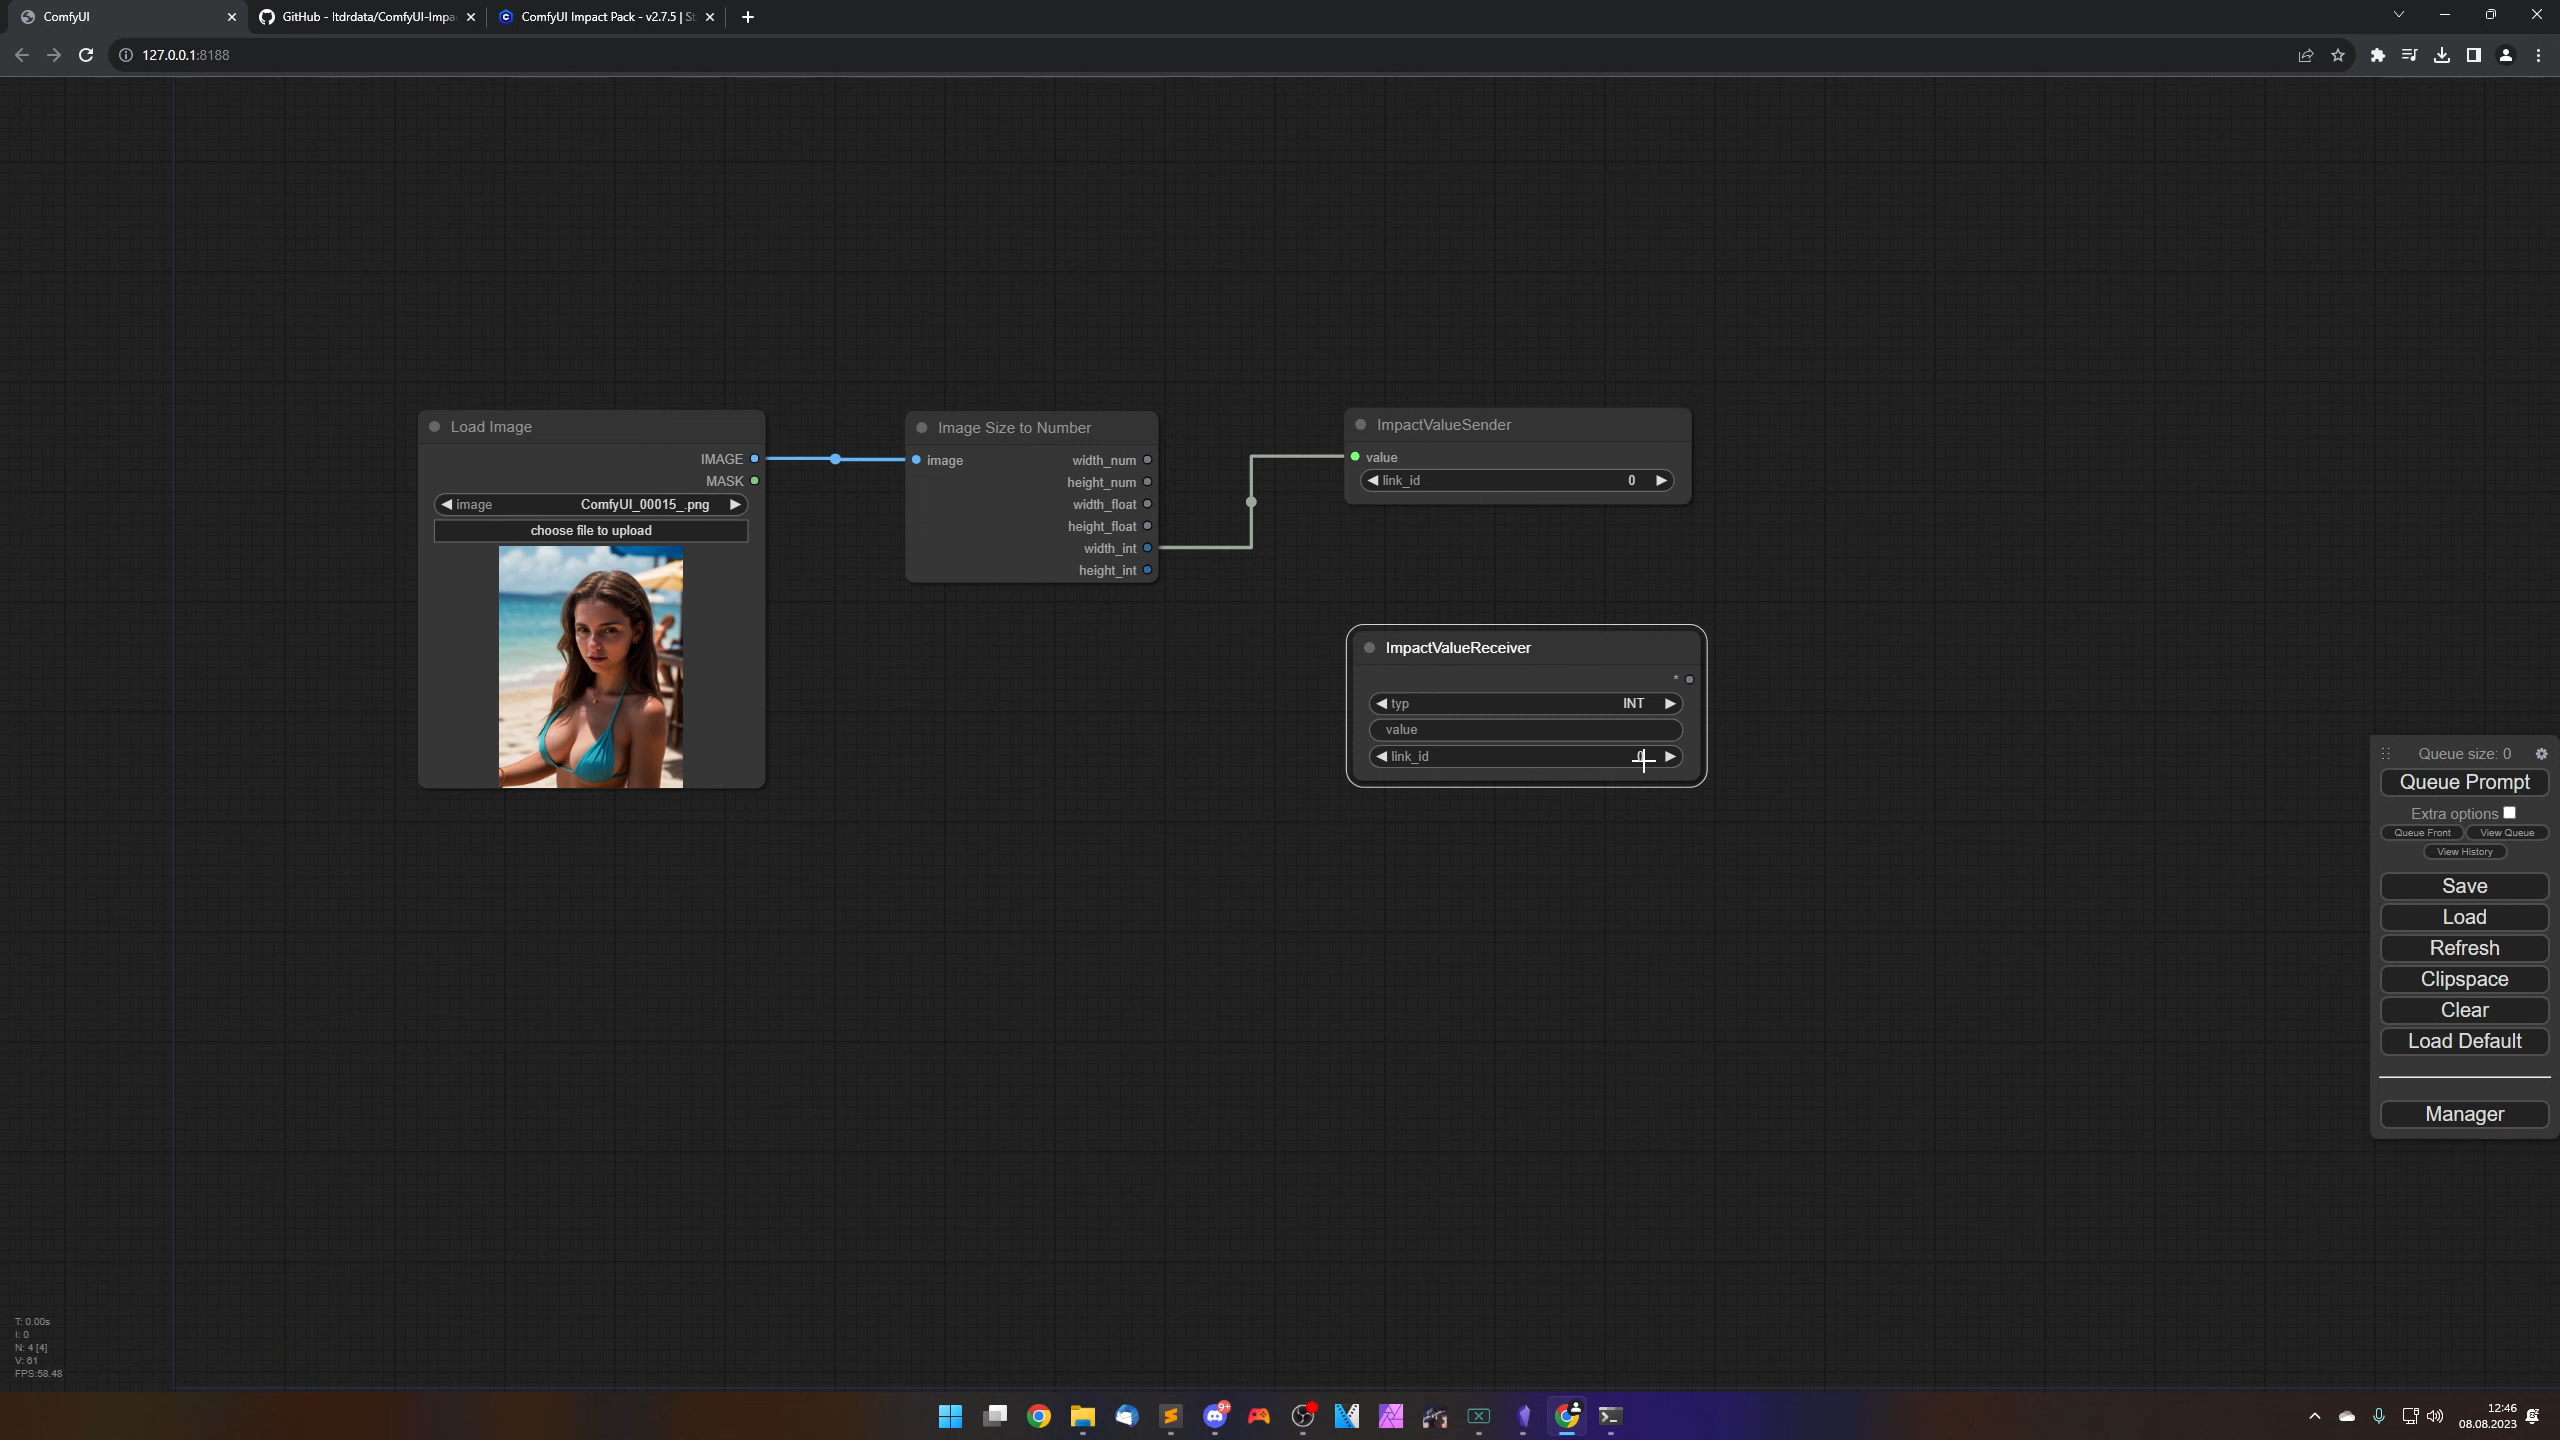 ComfyUI
GitHub - ltdrdata/ComfyUI-Impa
ComfyUI Impact Pack - v2.7.5 | St
127.0.0.1:8188
Load Image
IMAGE
MASK
image ComfyUI_00015_.png
choose file to upload
Image Size to Number
image width_num
height_num
width_float
height_float
width_int
height_int
ImpactValueSender
value
link_id 0
ImpactValueReceiver
*
typ INT
value
link_id 0
Queue size: 0
Queue Prompt
Extra options
Queue Front View Queue
View History
Save
Load
Refresh
Clipspace
Clear
Load Default
Manager
T: 0.00s
I: 0
N: 4 [4]
V: 61
FPS:58.48
9+
12:46
08.08.2023